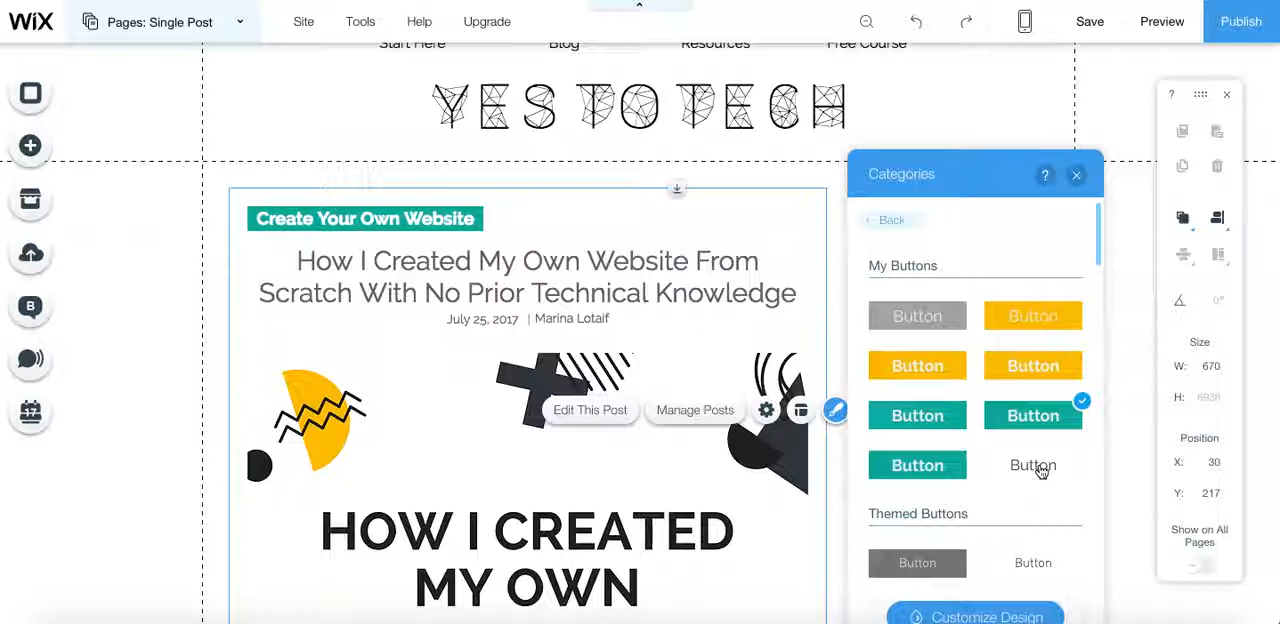 WiX
Pages: Single Post
Site
Tools
Help
Upgrade
Save
Preview
Publish
Start Here
Blog
Resources
Free Course
YES TO TECH
Create Your Own Website
How I Created My Own Website From
Scratch With No Prior Technical Knowledge
July 25, 2017 | Marina Lotaif
Edit This Post
Manage Posts
HOW I CREATED
MY OWN
Categories
?
Back
My Buttons
Button
Button
Button
Button
Button
Button
Button
Button
Themed Buttons
Button
Button
Customize Design
?
0°
Size
W: 670
H: 6938
Position
X: 30
Y: 217
Show on All
Pages
B
17